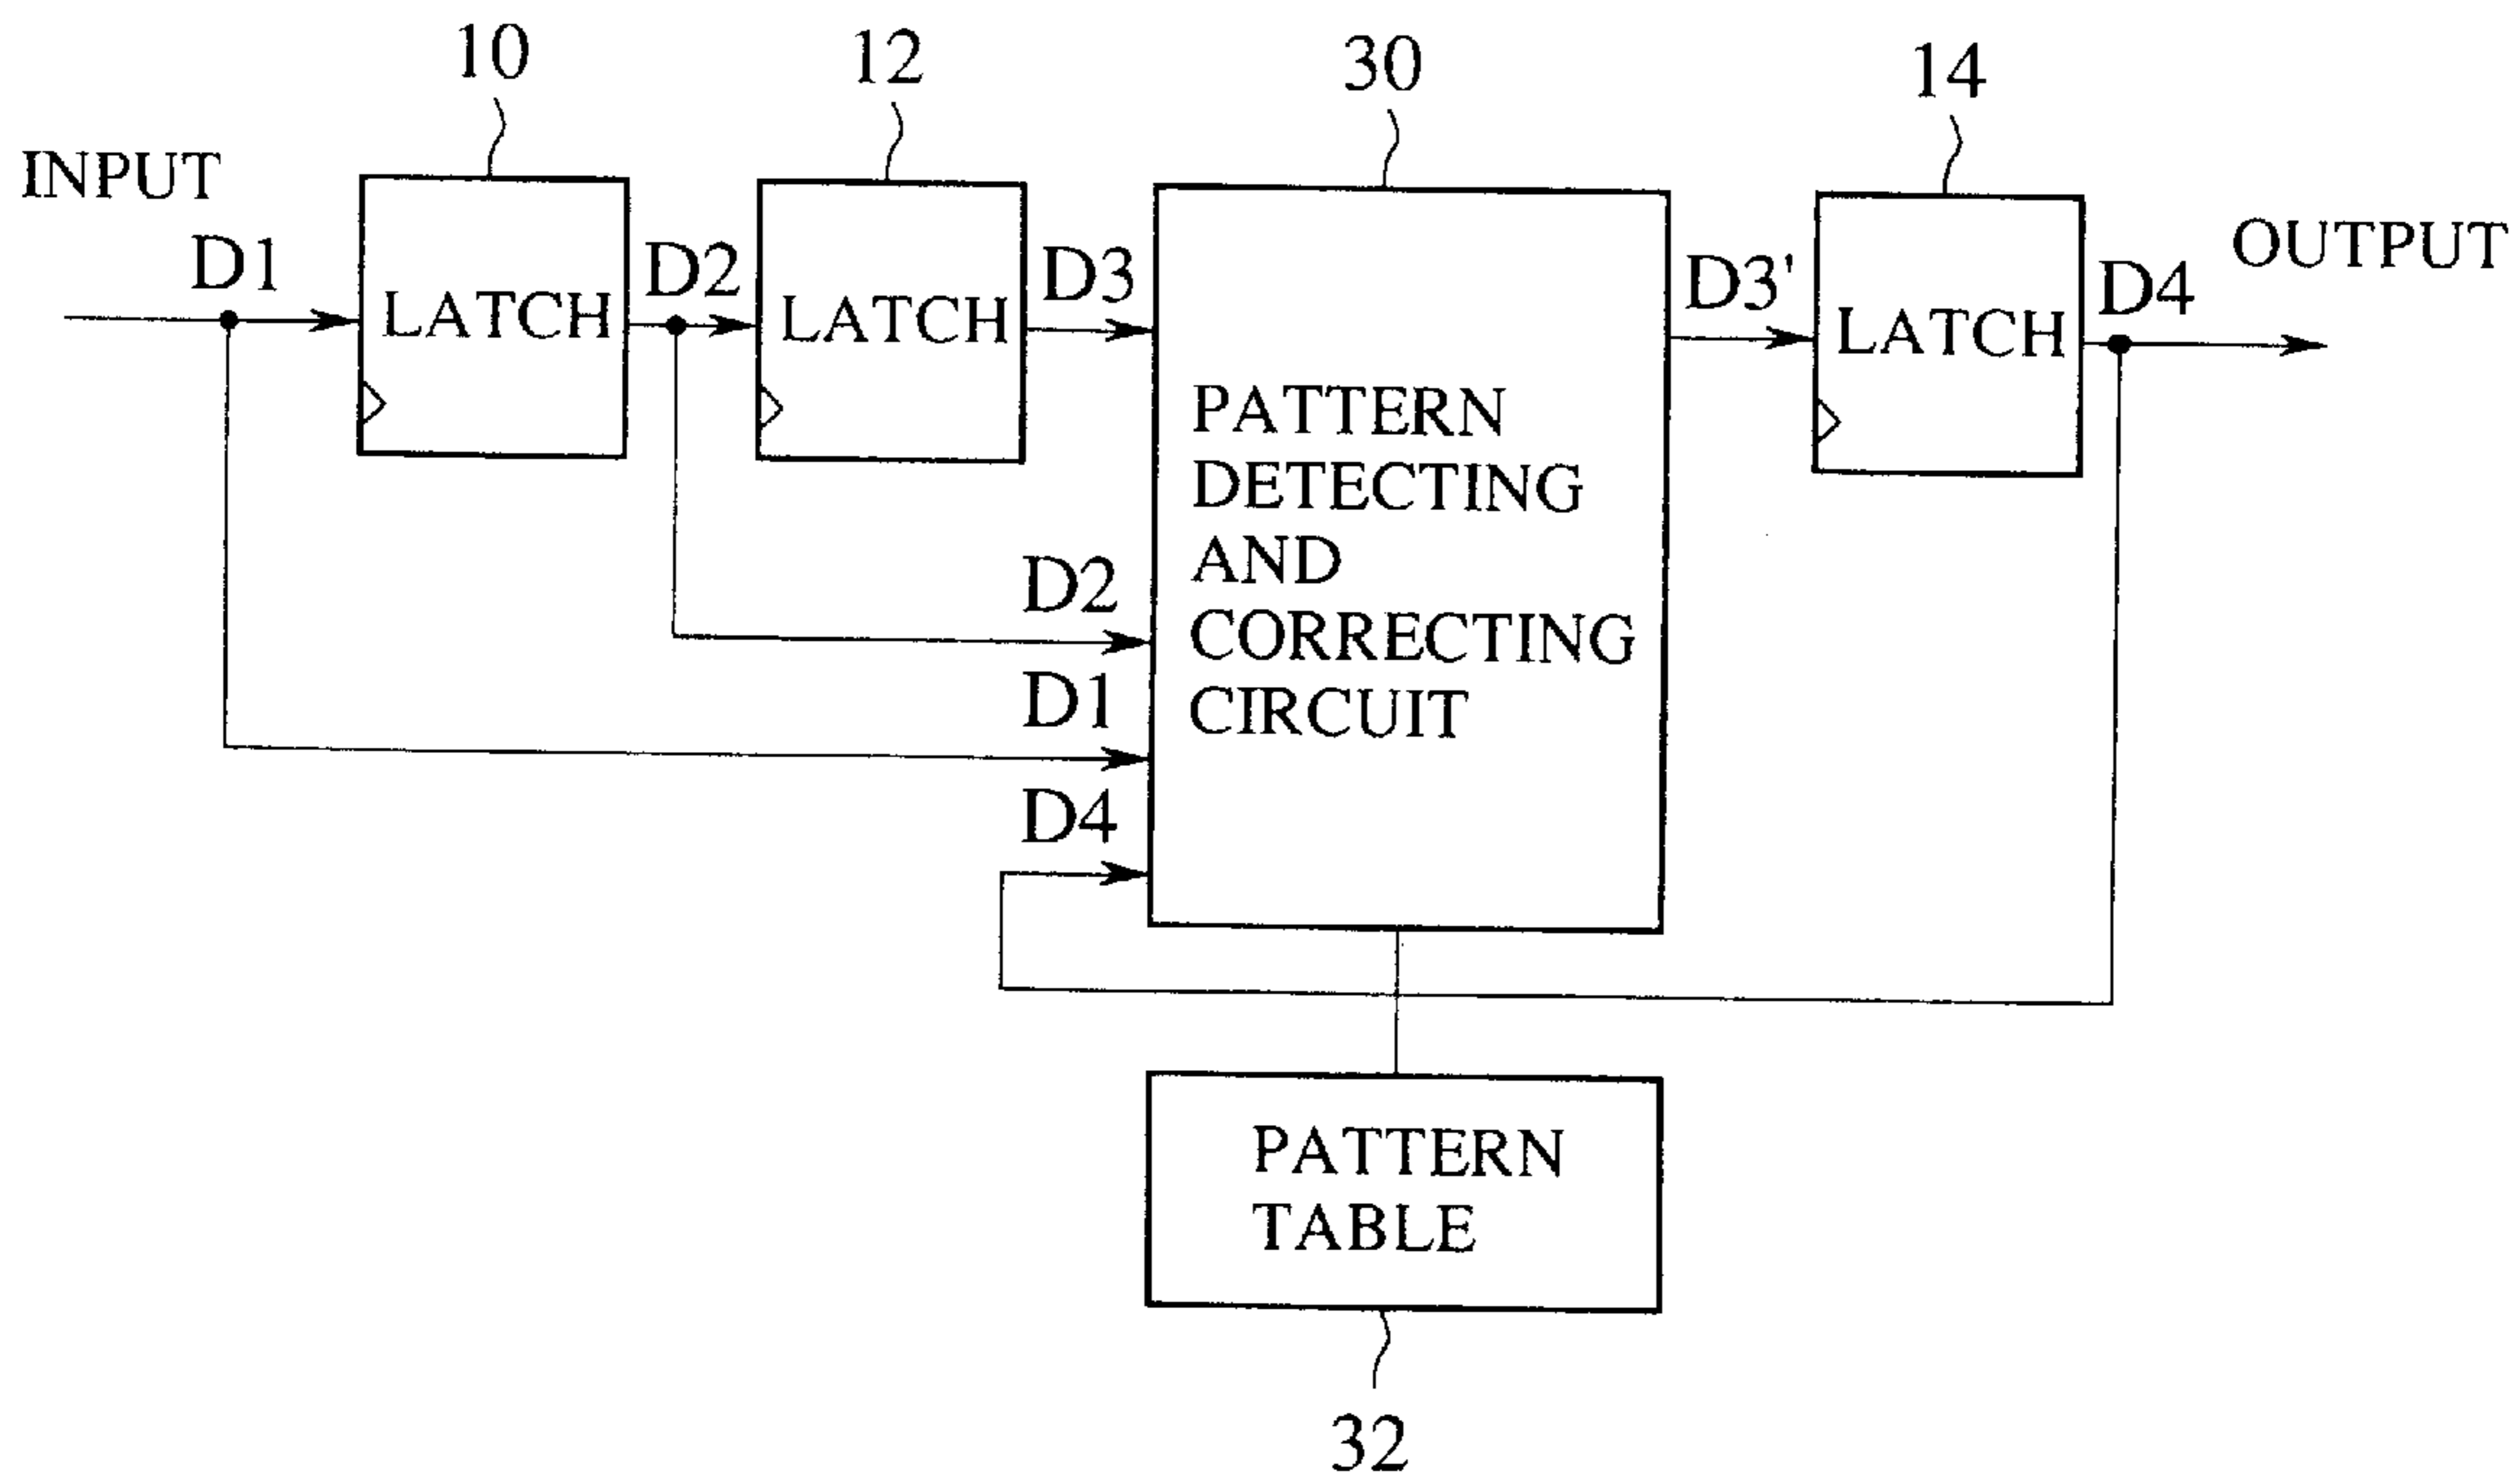 10
12
30
14
INPUT
D1
LATCH
D2
LATCH
D3
D3'
LATCH
D4
OUTPUT
PATTERN
DETECTING
AND
CORRECTING
CIRCUIT
D2
D1
D4
PATTERN
TABLE
32